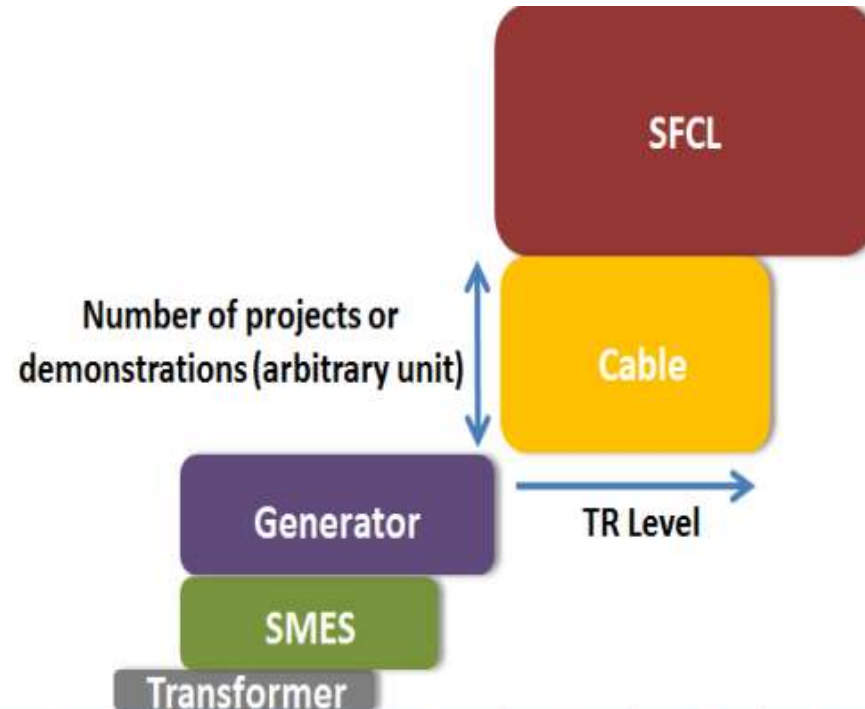 SFCL
Number of projects or
demonstrations (arbitrary unit)
Cable
Generator
TR Level
SMES
Transformer